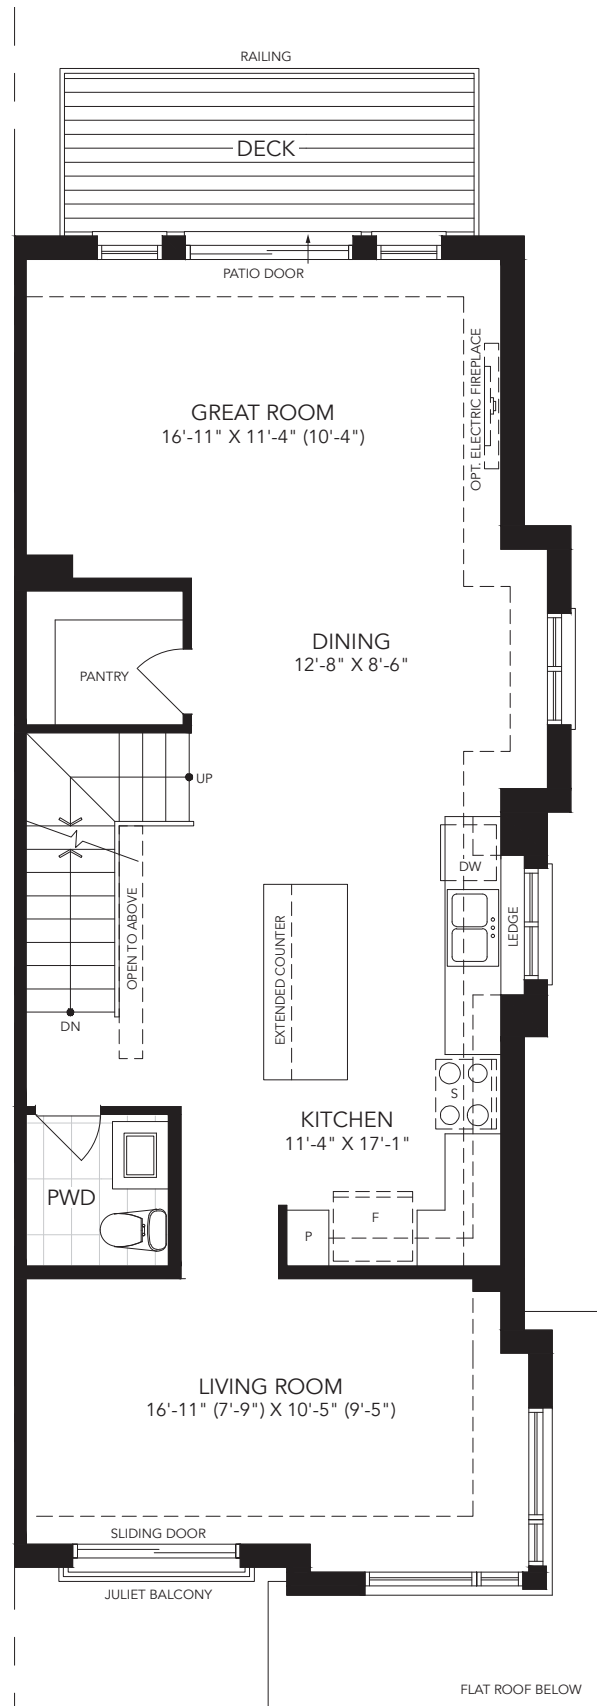 RAILING
DECK
PATIO DOOR
OPT. ELECTRIC FIREPLACE
GREAT ROOM
16'-11" X 11'-4" (10'-4")
DINING
12'-8" X 8'-6"
PANTRY
UP
DW
OPEN TO ABOVE
EXTENDED COUNTER
LEDGE
DN
S
KITCHEN
11'-4" X 17'-1"
PWD
F
P
LIVING ROOM
16'-11" (7'-9") X 10'-5" (9'-5")
SLIDING DOOR
JULIET BALCONY
FLAT ROOF BELOW